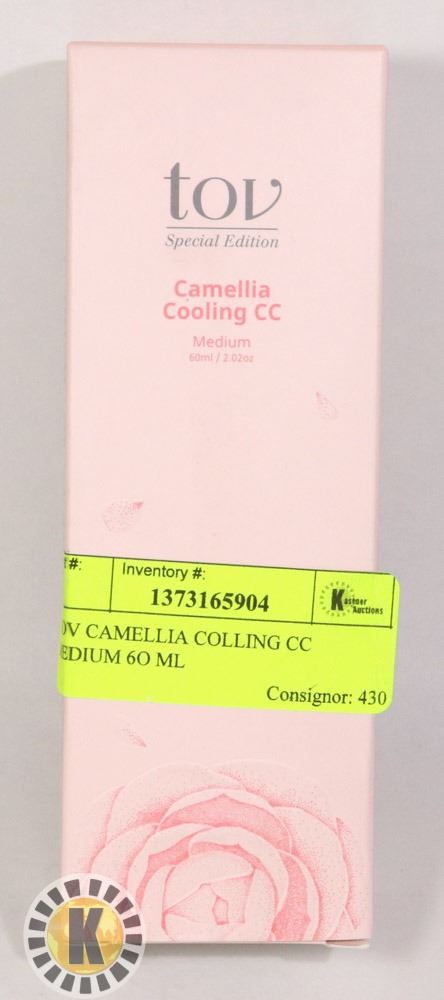 tov
Special Edition
Camellia
Cooling CC
Medium
60ml / 2.02oz
#:
Inventory #:
1373165904
Kastner
Auctions
OV CAMELLIA COLLING CC
EDIUM 6O ML
Consignor: 430
K